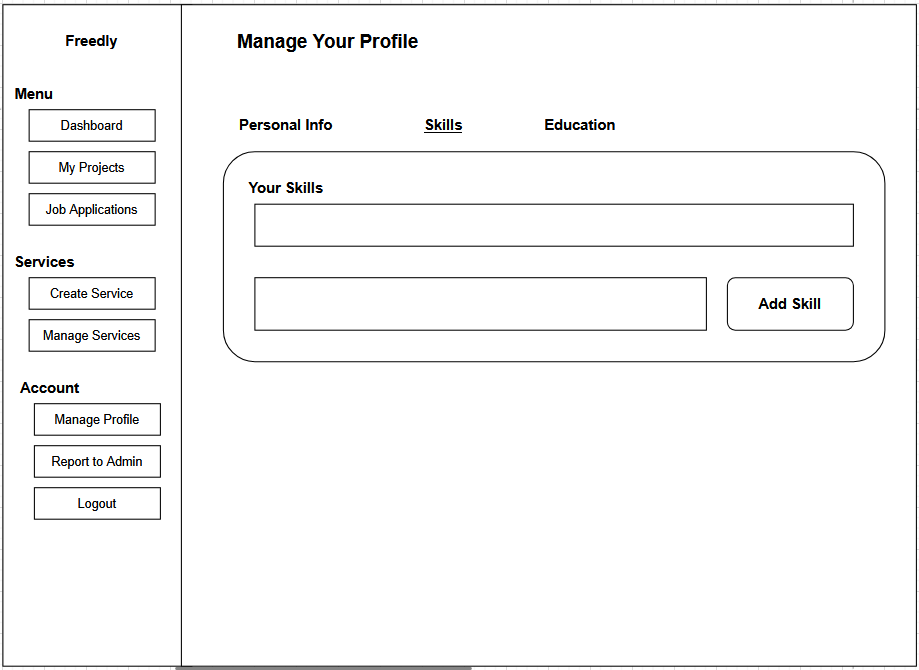 Freedly
Menu
Dashboard
My Projects
Job Applications
Services
Create Service
Manage Services
Account
Manage Profile
Report to Admin
Logout
Manage Your Profile
Personal Info Skills Education
Your Skills
Add Skill